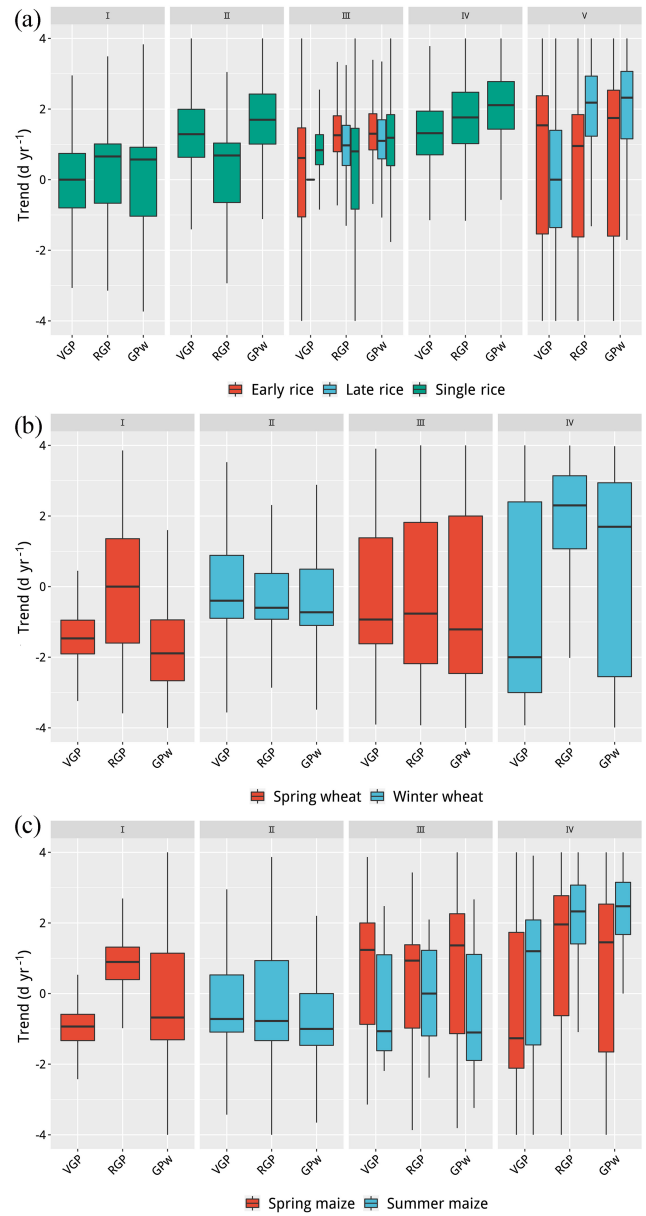 (a)
I II III IV V
Trend (d yr⁻¹)
4
2
0
-2
-4
VGP RGP GPw VGP RGP GPw VGP RGP GPw VGP RGP GPw VGP RGP GPw
Early rice Late rice Single rice
(b)
I II III IV
Trend (d yr⁻¹)
4
2
0
-2
-4
VGP RGP GPw VGP RGP GPw VGP RGP GPw VGP RGP GPw
Spring wheat Winter wheat
(c)
I II III IV
Trend (d yr⁻¹)
4
2
0
-2
-4
VGP RGP GPw VGP RGP GPw VGP RGP GPw VGP RGP GPw
Spring maize Summer maize